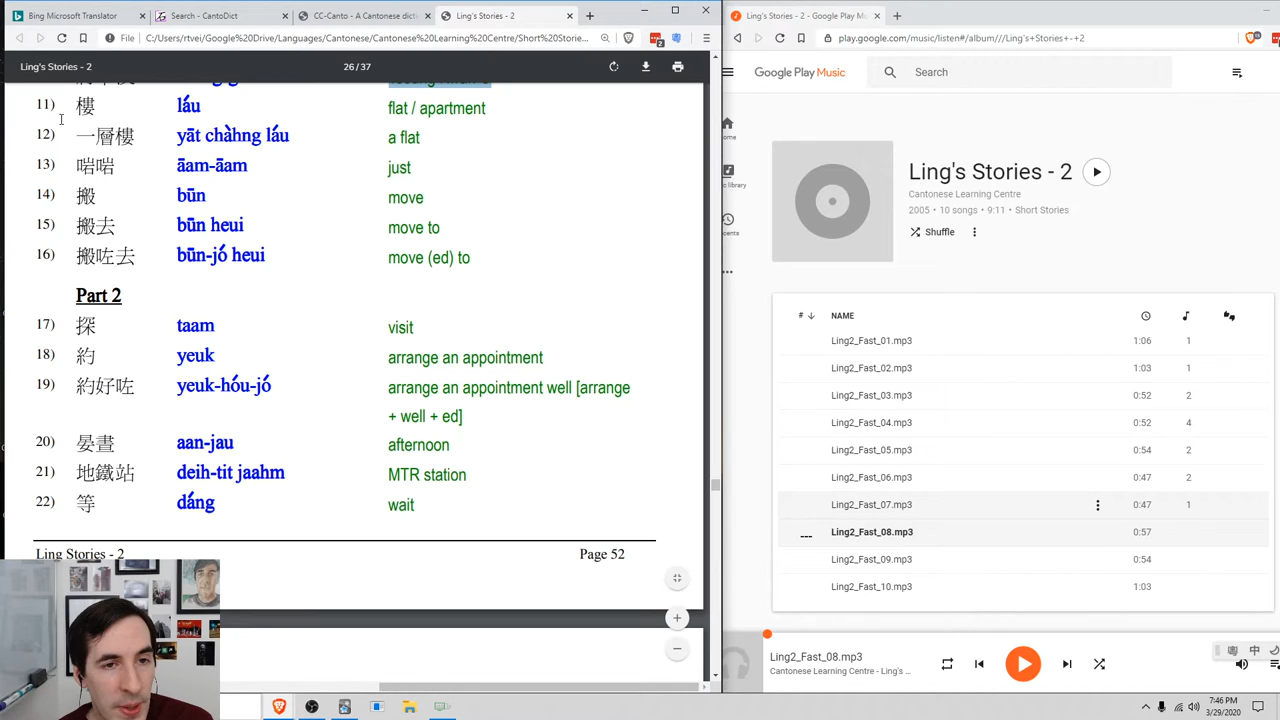 Bing Microsoft Translator
Search - CantoDict
CC-Canto - A Cantonese dict
Ling's Stories - 2
File
C:/Users/rtvei/Google%20Drive/Languages/Cantonese/Cantonese%20Learning%20Centre/Short%20Storie...
Ling's Stories - 2
26 / 37
11) 樓 láu flat / apartment
12) 一層樓 yāt chàhng láu a flat
13) 啱啱 āam-āam just
14) 搬 būn move
15) 搬去 būn heui move to
16) 搬咗去 būn-jó heui move (ed) to
Part 2
17) 探 taam visit
18) 約 yeuk arrange an appointment
19) 約好咗 yeuk-hóu-jó arrange an appointment well [arrange
+ well + ed]
20) 晏晝 aan-jau afternoon
21) 地鐵站 deih-tit jaahm MTR station
22) 等 dáng wait
Ling Stories - 2
Page 52
Ling's Stories - 2 - Google Play Mus
play.google.com/music/listen#/album///Ling's+Stories+-+2
Google Play Music
Search
ome
c library
cents
Ling's Stories - 2
Cantonese Learning Centre
2005 • 10 songs • 9:11 • Short Stories
Shuffle
# NAME
Ling2_Fast_01.mp3 1:06 1
Ling2_Fast_02.mp3 1:03 1
Ling2_Fast_03.mp3 0:52 2
Ling2_Fast_04.mp3 0:52 4
Ling2_Fast_05.mp3 0:54 2
Ling2_Fast_06.mp3 0:47 2
Ling2_Fast_07.mp3 0:47 1
Ling2_Fast_08.mp3 0:57
Ling2_Fast_09.mp3 0:54
Ling2_Fast_10.mp3 1:03
Ling2_Fast_08.mp3
Cantonese Learning Centre - Ling's ...
中
7:46 PM
3/29/2020